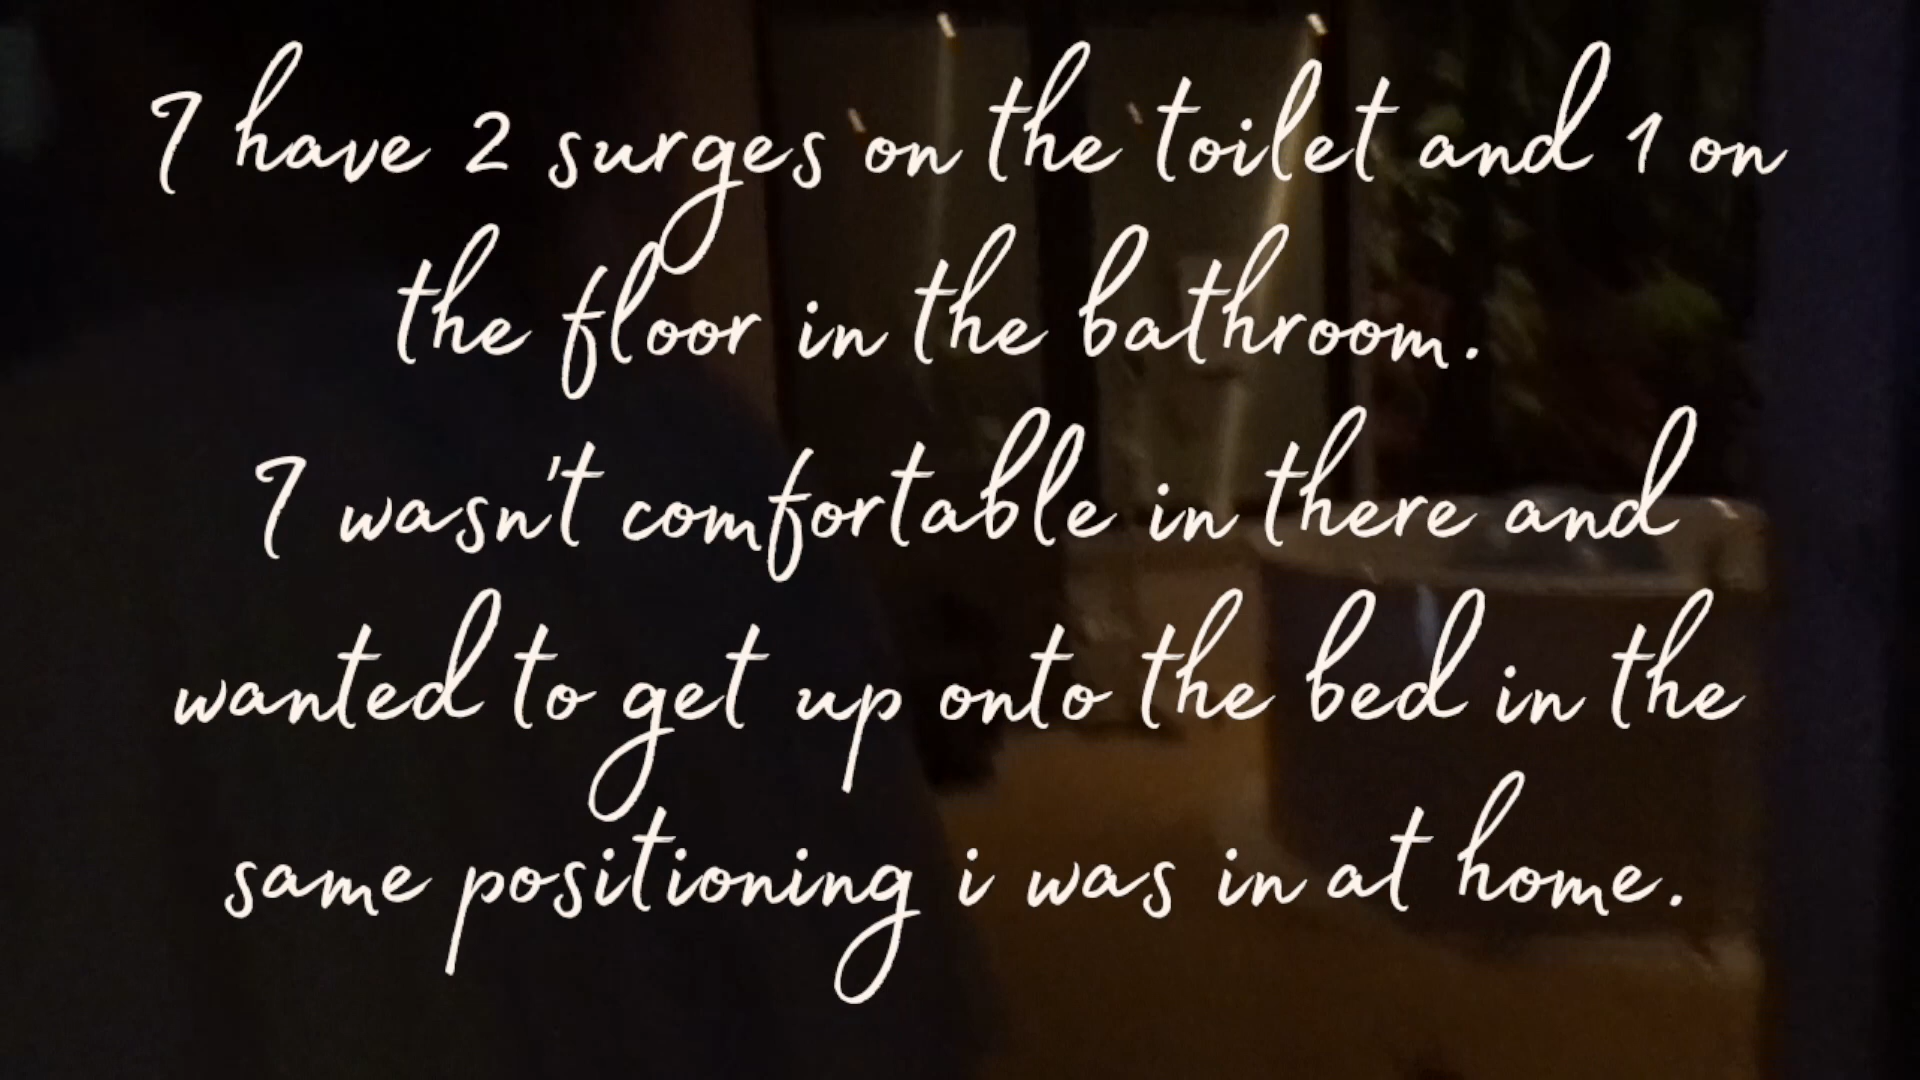 I have 2 surges on the toilet and 1 on
the floor in the bathroom.
I wasn't comfortable in there and
wanted to get up onto the bed in the
same positioning i was in at home.